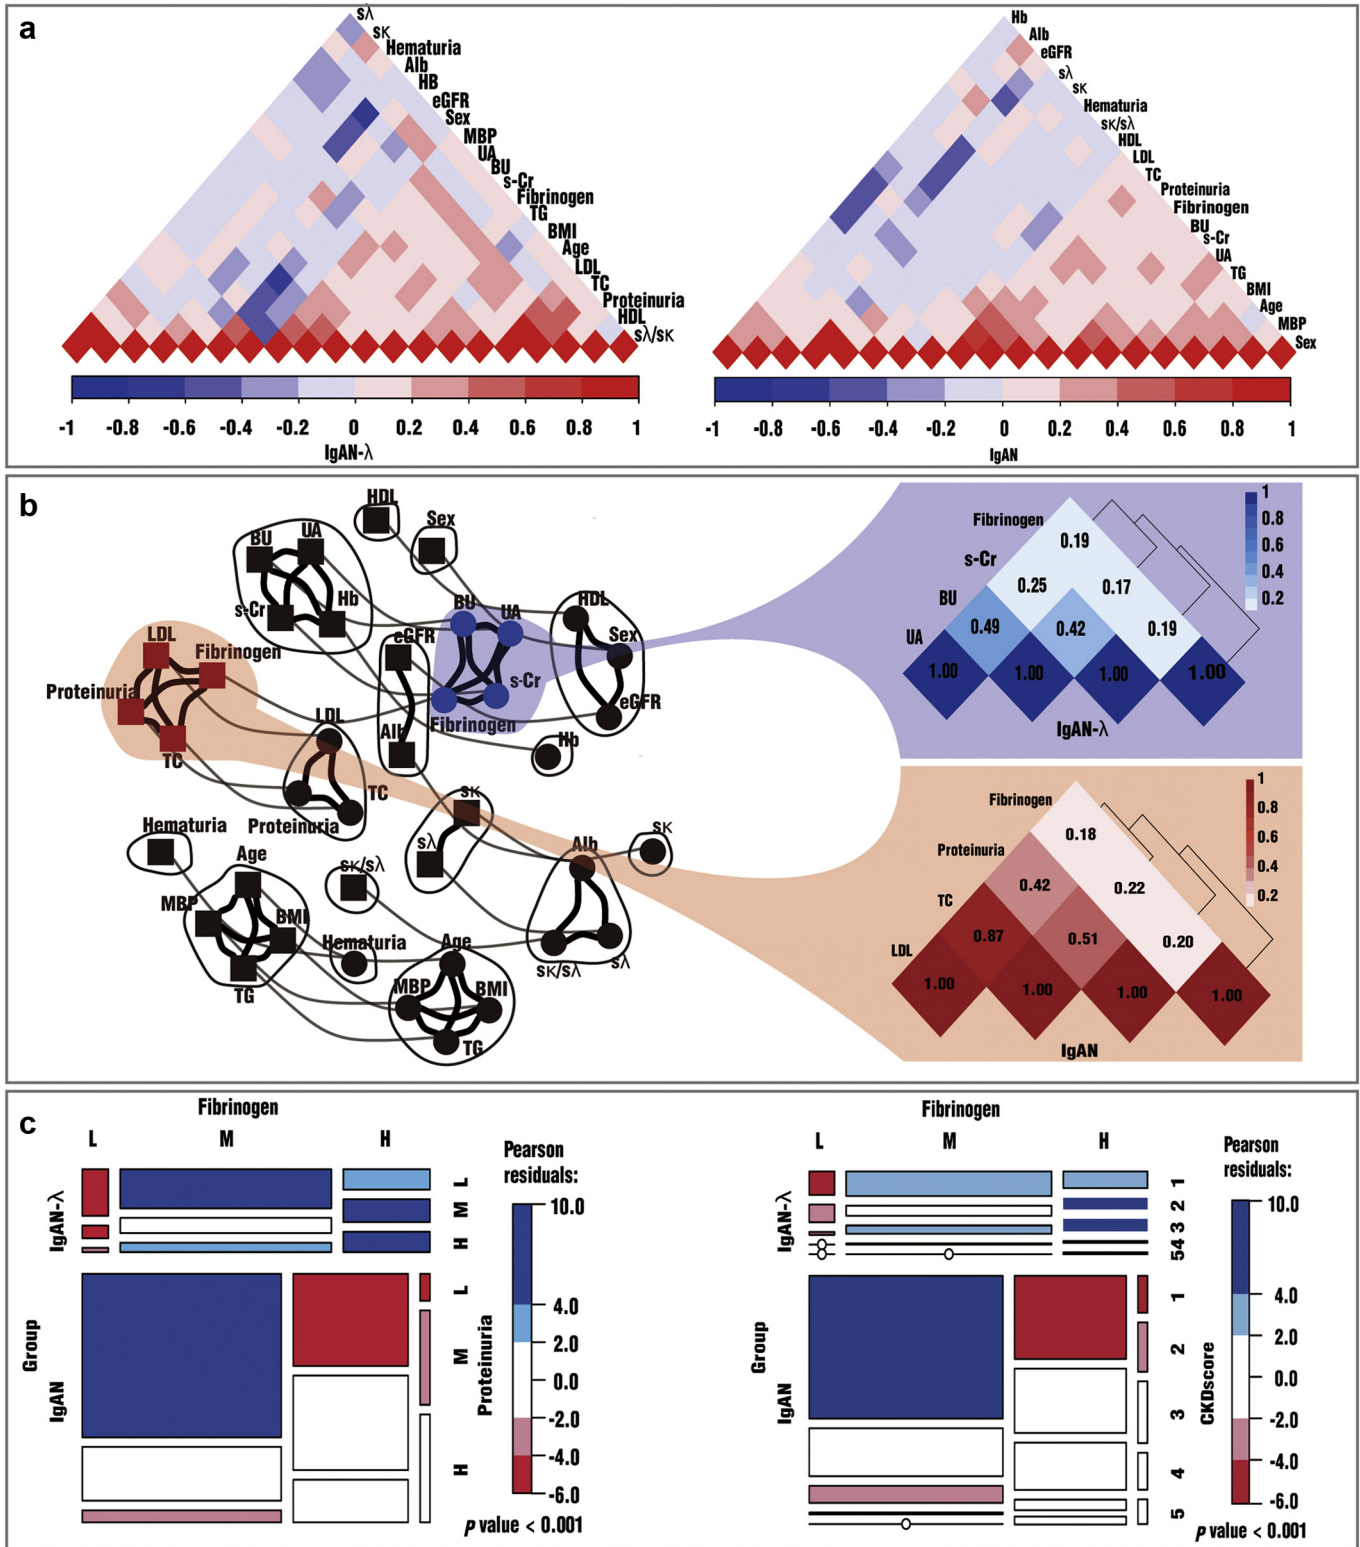 a
sλ
sκ
Hematuria
Alb
HB
eGFR
Sex
MBP
UA
BU
s-Cr
Fibrinogen
TG
BMI
Age
LDL
TC
Proteinuria
HDL
sλ/sκ
-1 -0.8 -0.6 -0.4 -0.2 0 0.2 0.4 0.6 0.8 1
IgAN-λ
Hb
Alb
eGFR
sλ
sκ
Hematuria
sκ/sλ
HDL
LDL
TC
Proteinuria
Fibrinogen
BU
s-Cr
UA
TG
BMI
Age
MBP
Sex
-1 -0.8 -0.6 -0.4 -0.2 0 0.2 0.4 0.6 0.8 1
IgAN
b
HDL
Sex
BU UA
s-Cr Hb
LDL
Fibrinogen
Proteinuria
TC
eGFR
Alb
BU UA
s-Cr
Fibrinogen
HDL
Sex
eGFR
Hb
LDL
TC
Proteinuria
sκ
sλ
Hematuria
Age
MBP
BMI
TG
sκ/sλ
Hematuria
Age
MBP BMI
TG
Alb
sκ
sκ/sλ sλ
Fibrinogen
s-Cr
BU
UA
0.19
0.25 0.17
0.49 0.42 0.19
1.00 1.00 1.00 1.00
IgAN-λ
1
0.8
0.6
0.4
0.2
Fibrinogen
Proteinuria
TC
LDL
0.18
0.42 0.22
0.87 0.51 0.20
1.00 1.00 1.00 1.00
IgAN
1
0.8
0.6
0.4
0.2
c
Fibrinogen
L M H
Group
IgAN-λ
IgAN
L
M
H
L
M
H
Proteinuria
Pearson
residuals:
10.0
4.0
2.0
0.0
-2.0
-4.0
-6.0
p value < 0.001
Fibrinogen
L M H
Group
IgAN-λ
IgAN
1
2
3
4
5
1
2
3
4
5
CKDscore
Pearson
residuals:
10.0
4.0
2.0
0.0
-2.0
-4.0
-6.0
p value < 0.001